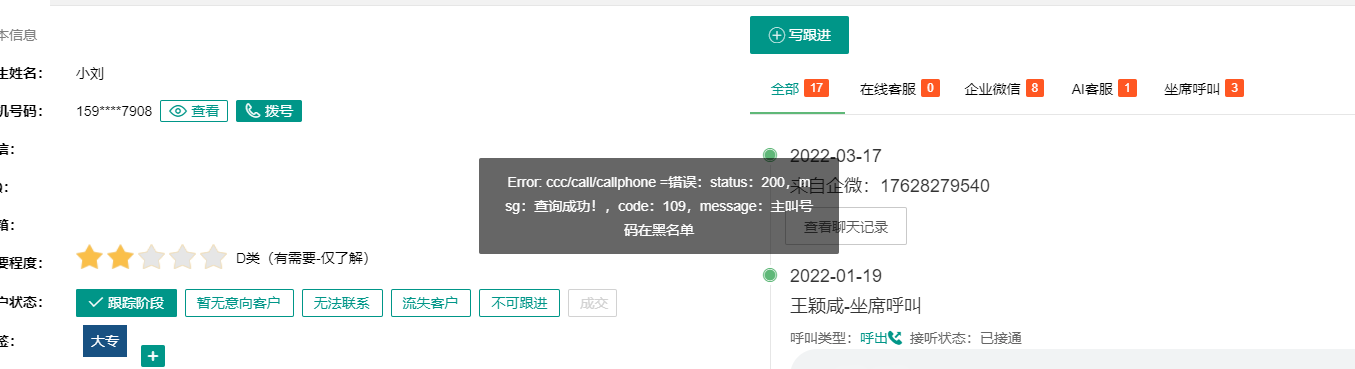 本信息
生姓名：
小刘
机号码：
159****7908
查看
拨号
信：
箱：
要程度：
D类（有需要-仅了解）
户状态：
跟踪阶段
暂无意向客户
无法联系
流失客户
不可跟进
成交
签：
大专
+
Error: ccc/call/callphone =错误：status：200，m
sg：查询成功！，code：109，message：主叫号
码在黑名单
写跟进
全部 17
在线客服 0
企业微信 8
AI客服 1
坐席呼叫 3
2022-03-17
来自企微：17628279540
查看聊天记录
2022-01-19
王颖咸-坐席呼叫
呼叫类型：呼出 接听状态：已接通